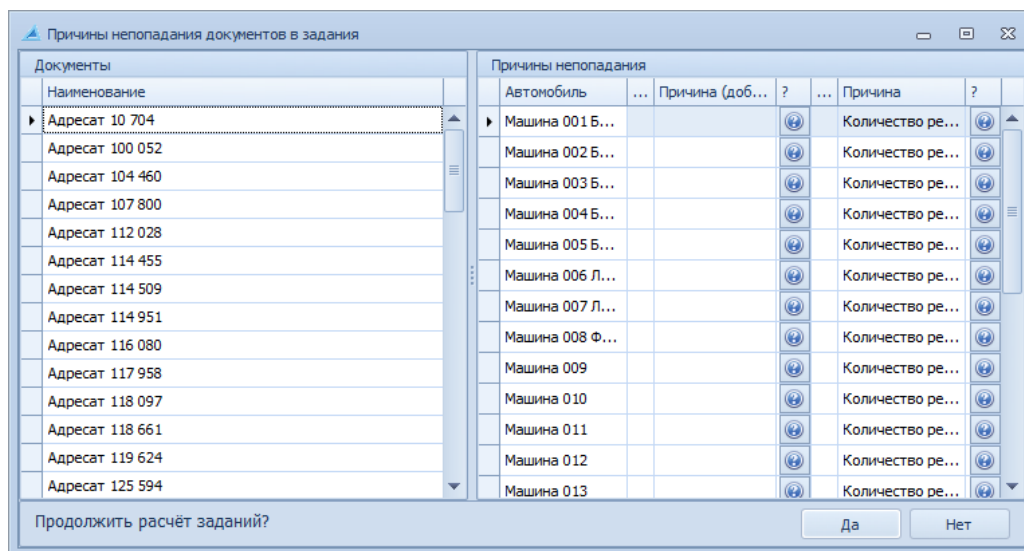 Причины непопадания документов в задания
Документы
Наименование
Адресат 10 704
Адресат 100 052
Адресат 104 460
Адресат 107 800
Адресат 112 028
Адресат 114 455
Адресат 114 509
Адресат 114 951
Адресат 116 080
Адресат 117 958
Адресат 118 097
Адресат 118 661
Адресат 119 624
Адресат 125 594
Причины непопадания
Автомобиль ... Причина (доб... ? ... Причина ?
Машина 001 Б... Количество ре...
Машина 002 Б... Количество ре...
Машина 003 Б... Количество ре...
Машина 004 Б... Количество ре...
Машина 005 Б... Количество ре...
Машина 006 Л... Количество ре...
Машина 007 Л... Количество ре...
Машина 008 Ф... Количество ре...
Машина 009 Количество ре...
Машина 010 Количество ре...
Машина 011 Количество ре...
Машина 012 Количество ре...
Машина 013 Количество ре...
Продолжить расчёт заданий?
Да Нет